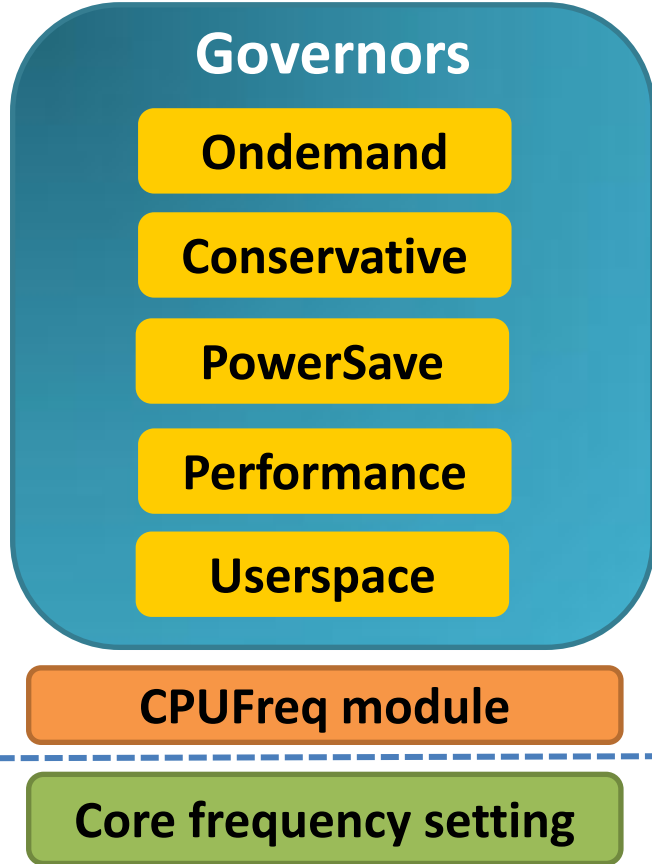 Governors
Ondemand
Conservative
PowerSave
Performance
Userspace
CPUFreq module
Core frequency setting